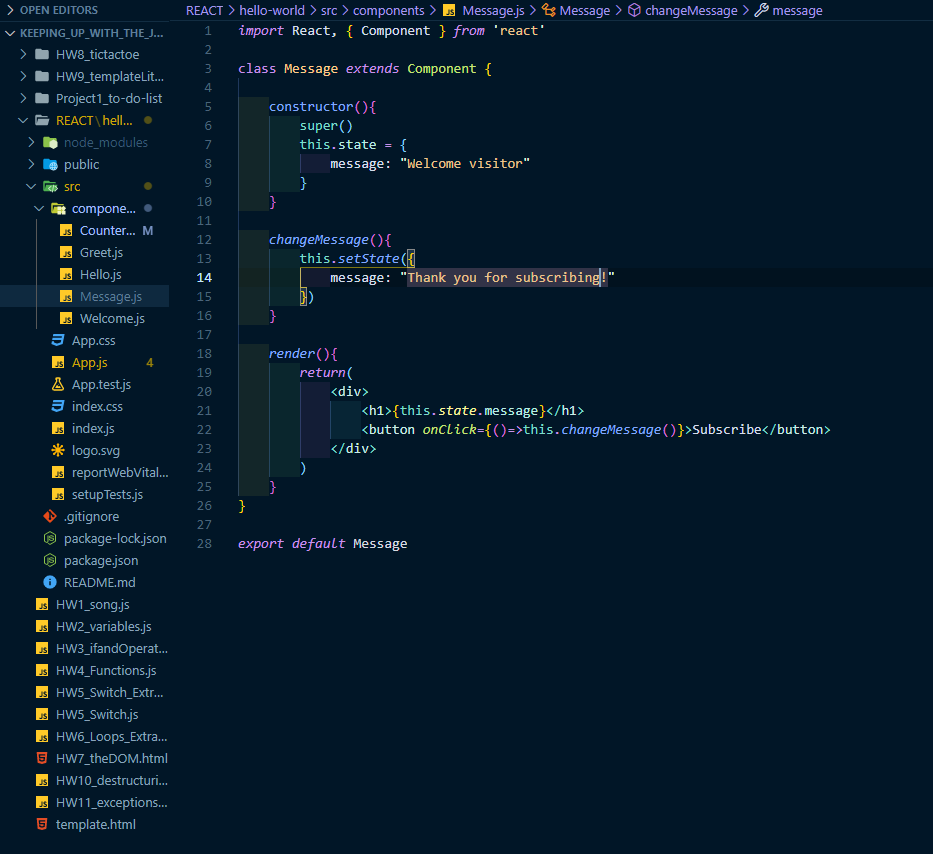 OPEN EDITORS
KEEPING_UP_WITH_THE_J...
HW8_tictactoe
HW9_templateLit...
Project1_to-do-list
REACT\hell...
node_modules
public
src
compone...
Counter... M
Greet.js
Hello.js
Message.js
Welcome.js
App.css
App.js 4
App.test.js
index.css
index.js
logo.svg
reportWebVital...
setupTests.js
.gitignore
package-lock.json
package.json
README.md
HW1_song.js
HW2_variables.js
HW3_ifandOperat...
HW4_Functions.js
HW5_Switch_Extr...
HW5_Switch.js
HW6_Loops_Extra...
HW7_theDOM.html
HW10_destructuri...
HW11_exceptions...
template.html
REACT > hello-world > src > components > JS Message.js > Message > changeMessage > message
1 import React, { Component } from 'react'
2
3 class Message extends Component {
4
5 constructor(){
6 super()
7 this.state = {
8 message: "Welcome visitor"
9 }
10 }
11
12 changeMessage(){
13 this.setState({
14 message: "Thank you for subscribing!"
15 })
16 }
17
18 render(){
19 return(
20 <div>
21 <h1>{this.state.message}</h1>
22 <button onClick={()=>this.changeMessage()}>Subscribe</button>
23 </div>
24 )
25 }
26 }
27
28 export default Message